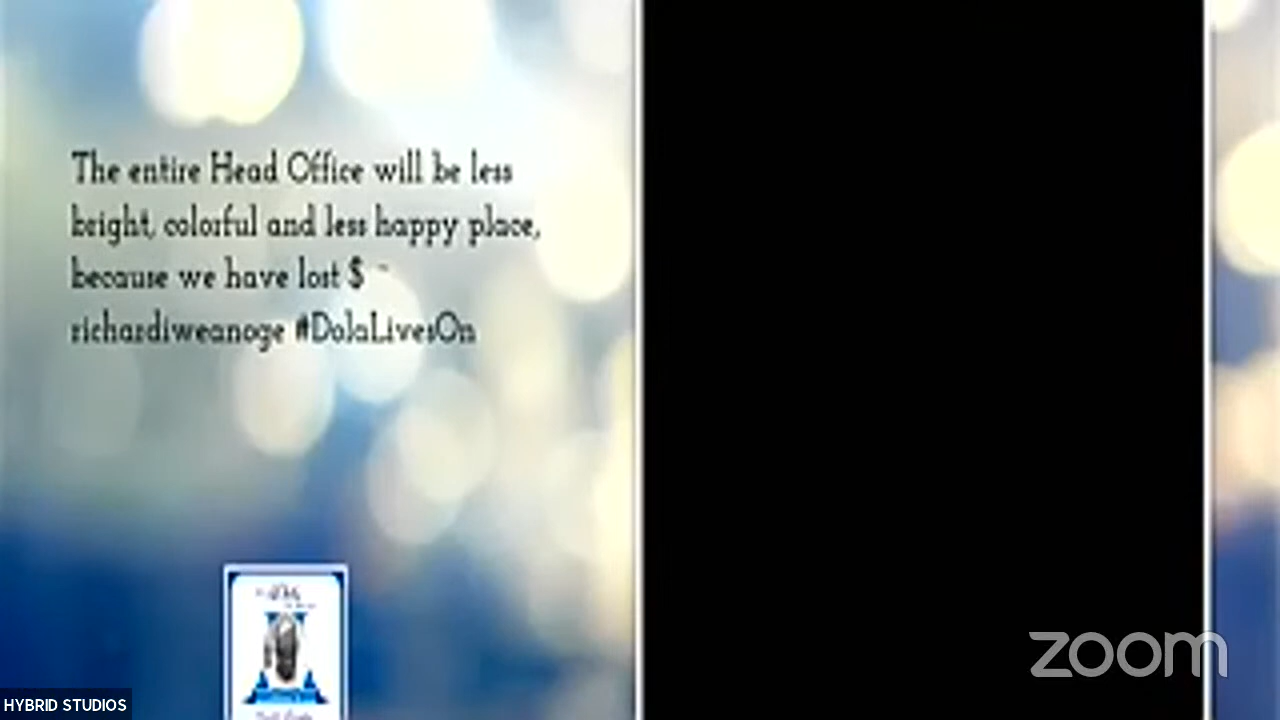 The entire Head Office will be less
bright, colorful and less happy place,
because we have lost $ ~
richardiweanoge #DolaLivesOn
zoom
HYBRID STUDIOS